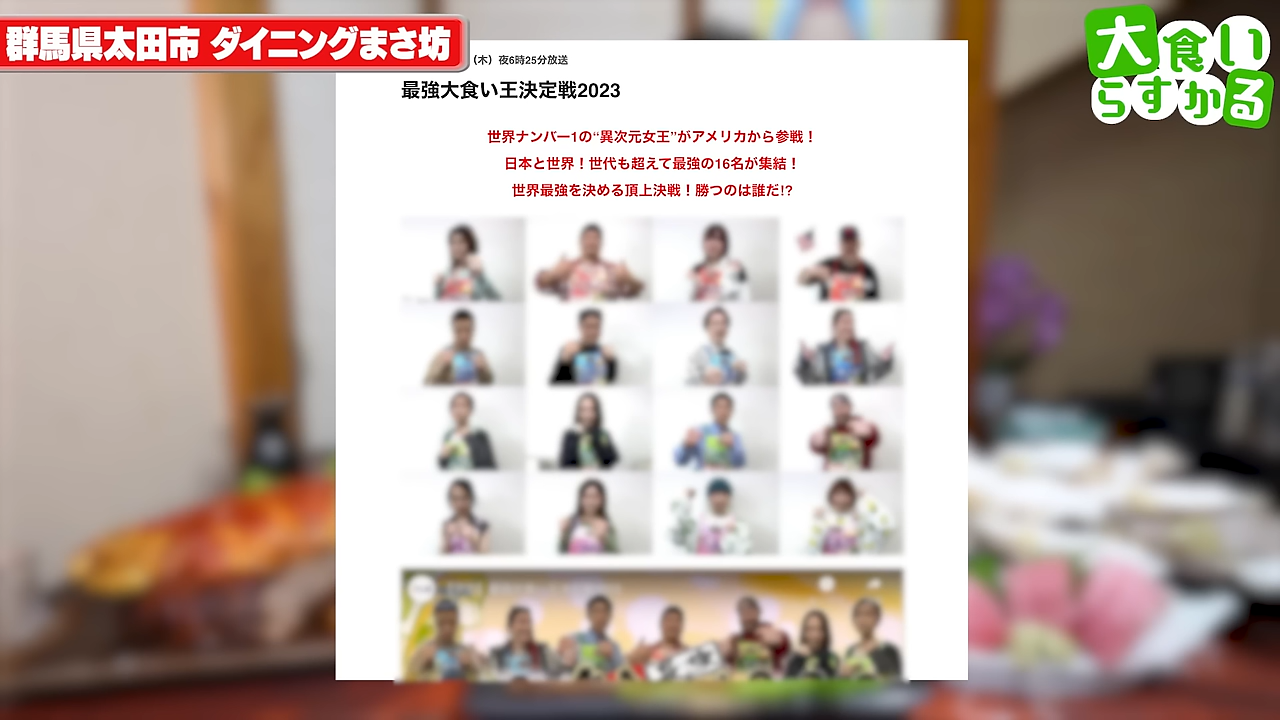 群馬県太田市 ダイニングまさ坊
大食い
らすかる
(木) 夜6時25分放送
最強大食い王決定戦2023
世界ナンバー1の“異次元女王”がアメリカから参戦！
日本と世界！世代も超えて最強の16名が集結！
世界最強を決める頂上決戦！勝つのは誰だ!?